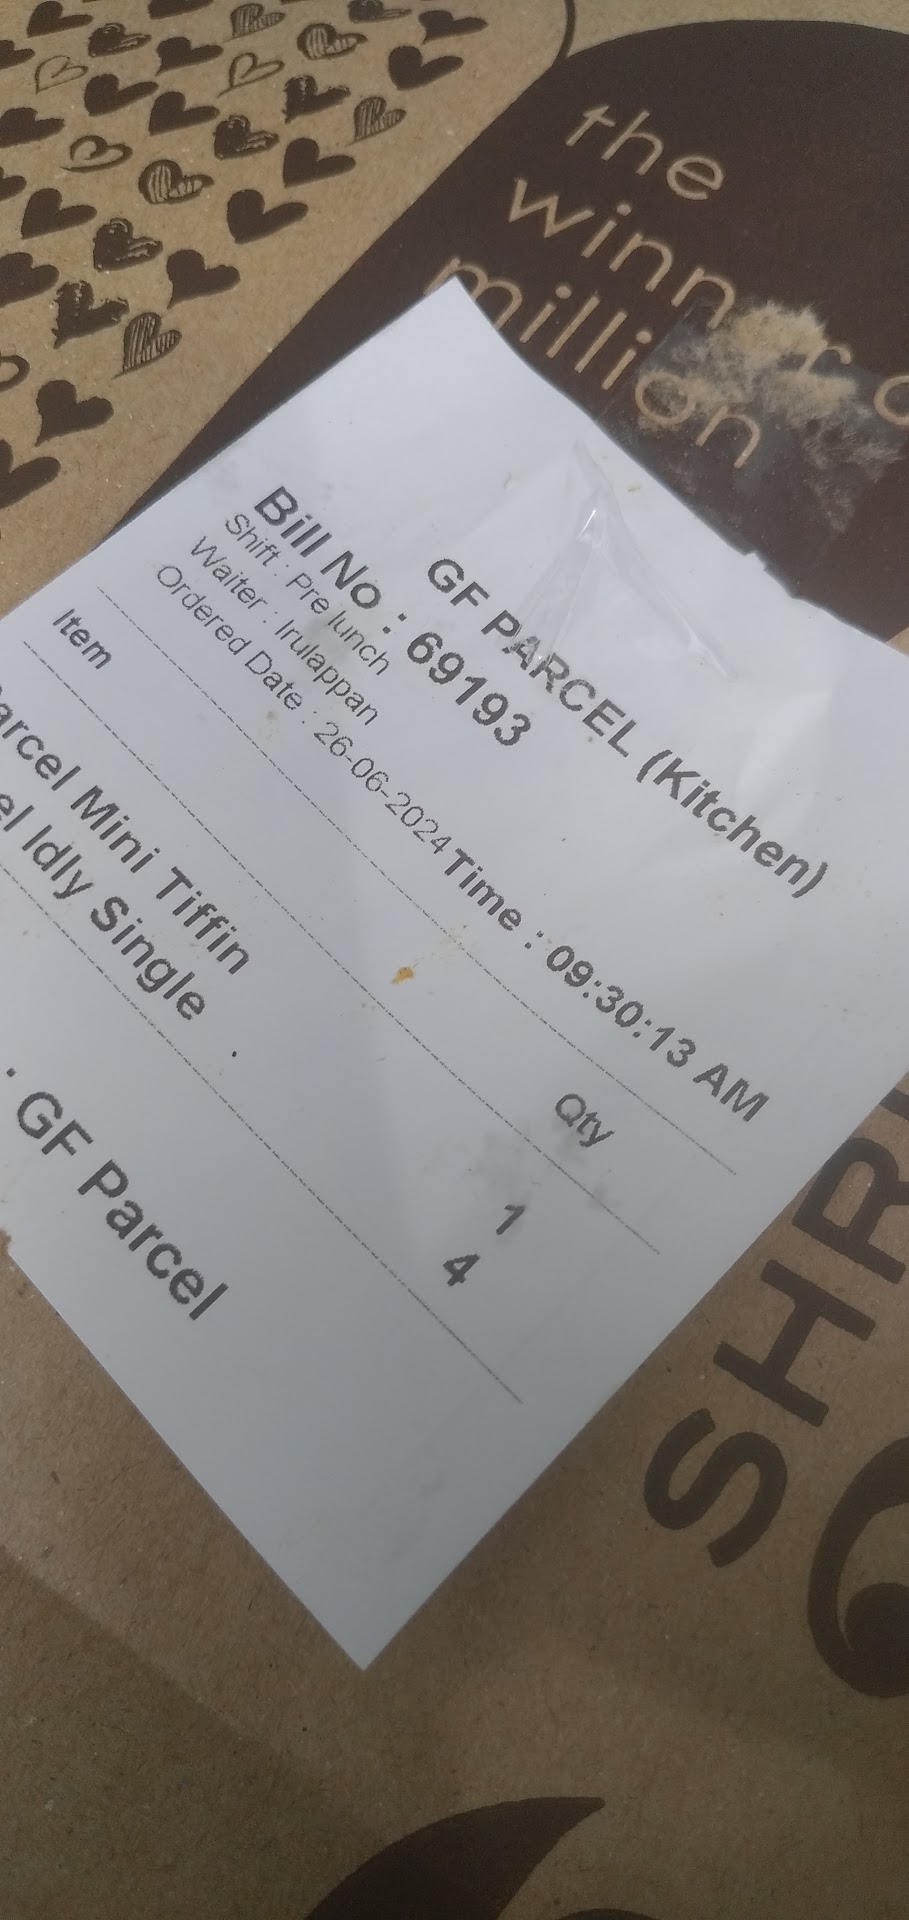 the
winn r o
million
GF PARCEL (Kitchen)
Bill No : 69193
Shift : Pre lunch
Waiter : Irulappan
Ordered Date : 26-06-2024 Time : 09:30:13 AM
Item Qty
arcel Mini Tiffin 1
el Idly Single . 4
. GF Parcel
SHR